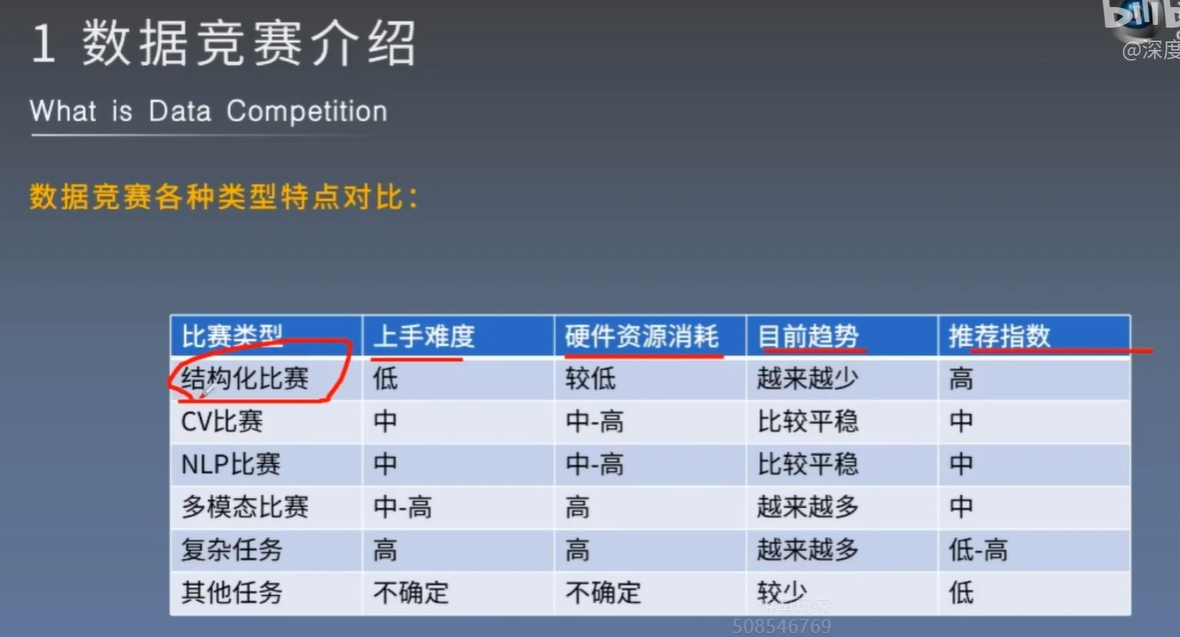 1 数据竞赛介绍
@深度
What is Data Competition
数据竞赛各种类型特点对比：
比赛类型 上手难度 硬件资源消耗 目前趋势 推荐指数
结构化比赛 低 较低 越来越少 高
CV比赛 中 中-高 比较平稳 中
NLP比赛 中 中-高 比较平稳 中
多模态比赛 中-高 高 越来越多 中
复杂任务 高 高 越来越多 低-高
其他任务 不确定 不确定 较少 低
508546769